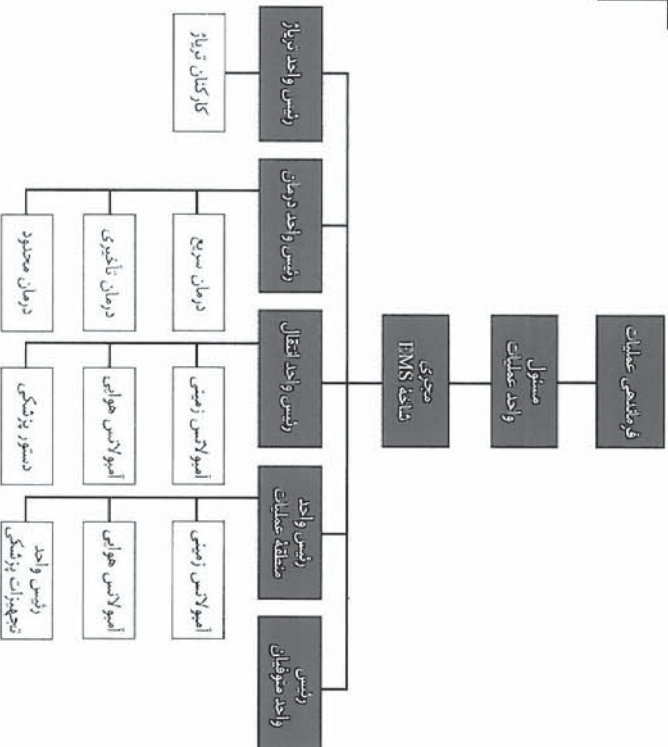 فرماندهی عملیات
مسئول
واحد عملیات
مجری
شاخهٔ EMS
رئیس واحد تریاژ
کارکنان تریاژ
رئیس واحد درمان
درمان سریع
درمان تأخیری
درمان محدود
رئیس واحد انتقال
آمبولانس زمینی
آمبولانس هوایی
دستور پزشکی
رئیس واحد
منطقهٔ عملیات
آمبولانس زمینی
آمبولانس هوایی
رئیس واحد
تجهیزات پزشکی
رئیس
واحد متوفیان